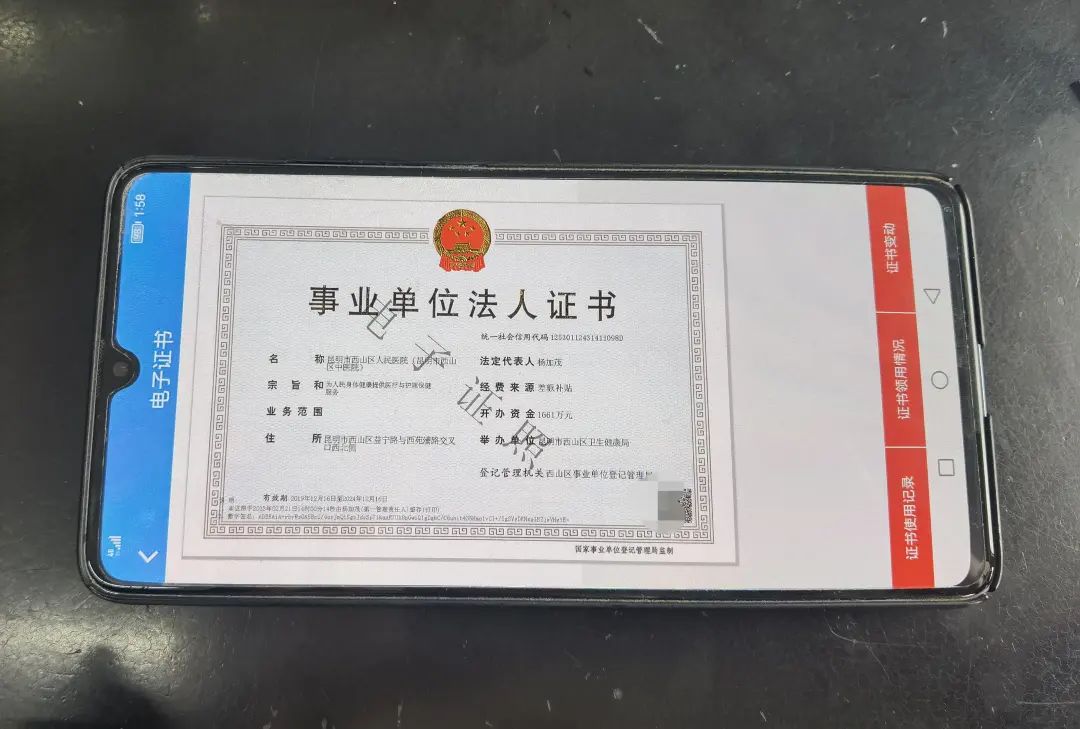 1:58
电子证书
事业单位法人证书
统一社会信用代码
名 称 昆明市西山区人民医院（昆明市西山
区中医院）
法定代表人 杨加茂
宗旨和 为人民身体健康提供医疗与护理保健
服务
业务范围
经费来源 差额补贴
开办资金 1661万元
住 所 昆明市西山区益宁路与西苑浦路交叉
口西北侧
举办单位 昆明市西山区卫生健康局
登记管理机关 西山区事业单位登记管理局
有效期 2019年12月16日至2024年12月16日
国家事业单位登记管理局监制
电子证照
证书变动
证书领用情况
证书使用记录